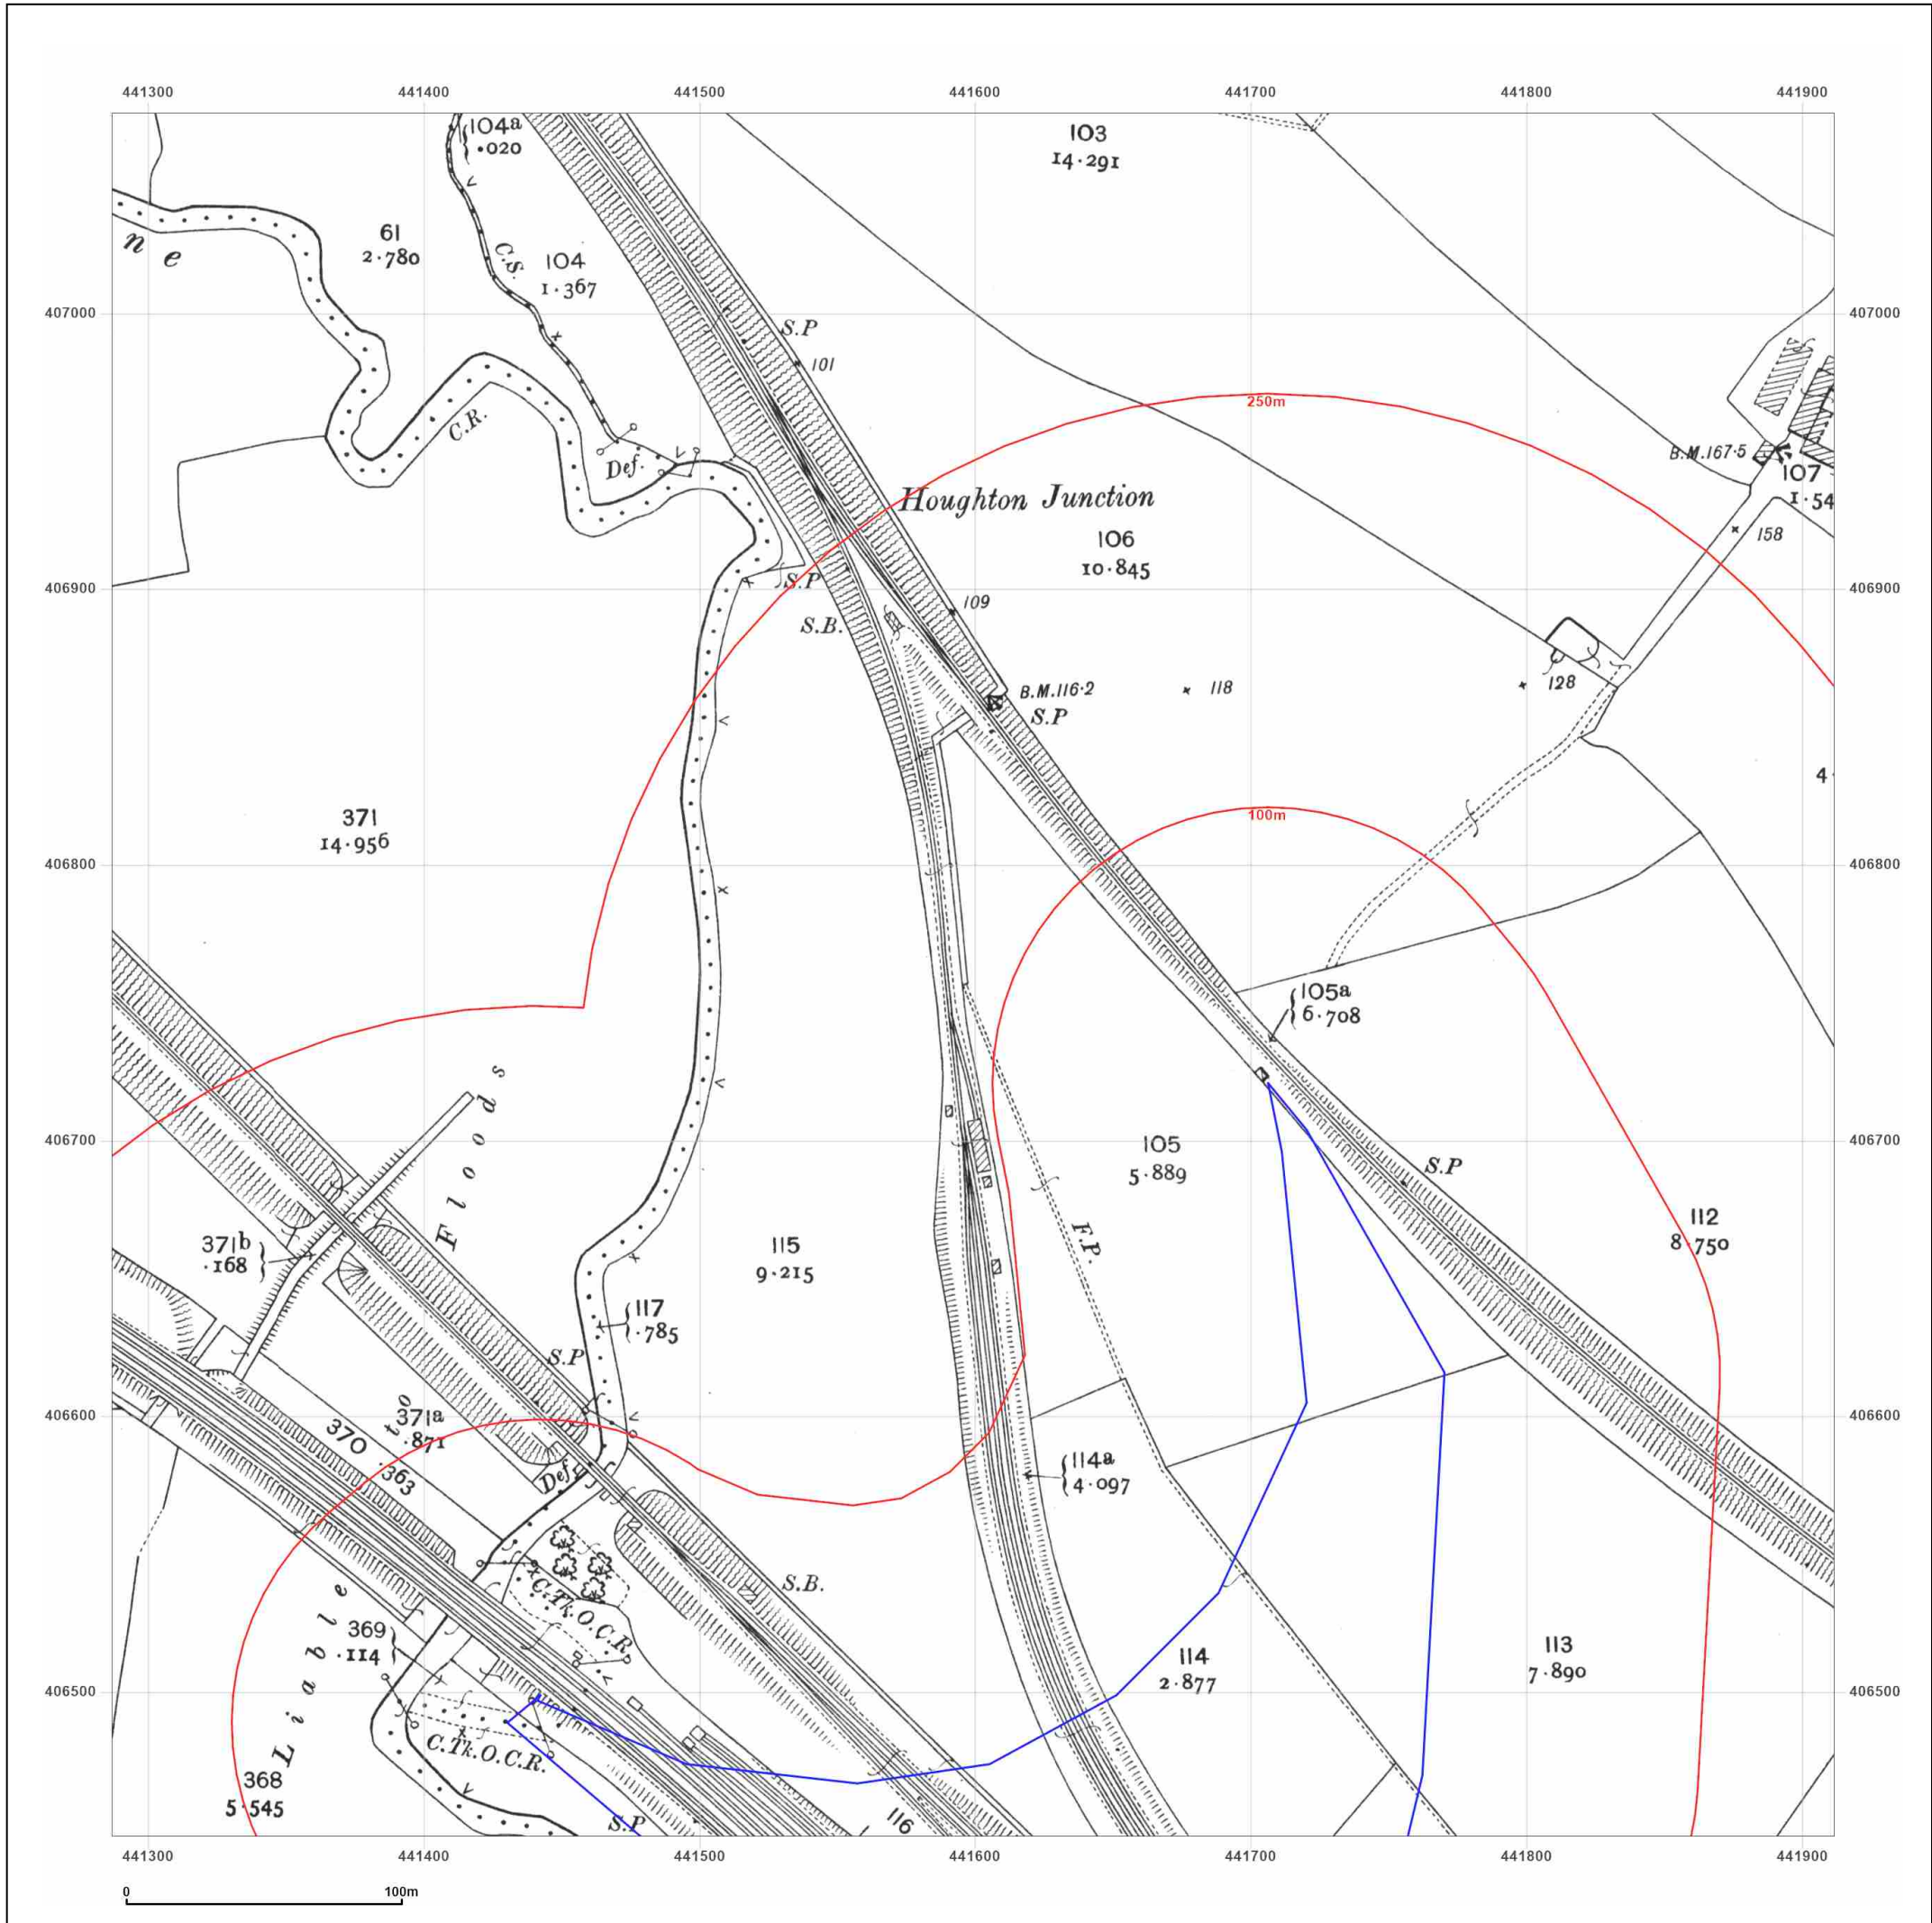 441300 441400 441500 441600 441700 441800 441900
104a
.020
103
14.291
n e
61
2.780
C.S.
104
1.367
407000 407000
S.P
101
250m
C.R.
Def.
B.M.167.5
107
1.54
Houghton Junction
158
106
10.845
S.P
406900 406900
109
S.B.
B.M.116.2
118
128
S.P
4
371
14.956
100m
406800 406800
105a
6.708
Floods
406700 406700
105
5.889
S.P
371b
.168
F.P.
112
8.750
115
9.215
117
.785
S.P
to
406600 406600
371a
.871
370
.363
Def.
114a
4.097
C.Tk.O.C.R.
S.B.
369
.114
Liable
114
2.877
113
7.890
406500 406500
C.Tk.O.C.R.
368
5.545
S.P
116
441300 441400 441500 441600 441700 441800 441900
0 100m